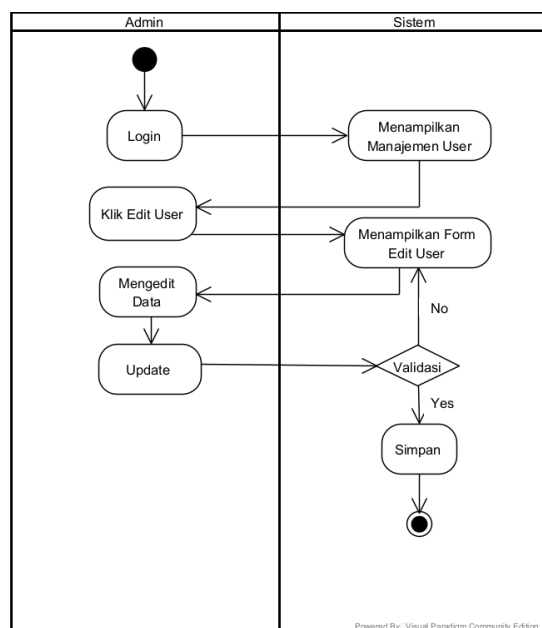 Admin
Sistem
Login
Menampilkan
Manajemen User
Klik Edit User
Menampilkan Form
Edit User
Mengedit
Data
No
Update
Validasi
Yes
Simpan
Powered By: Visual Paradigm Community Edition